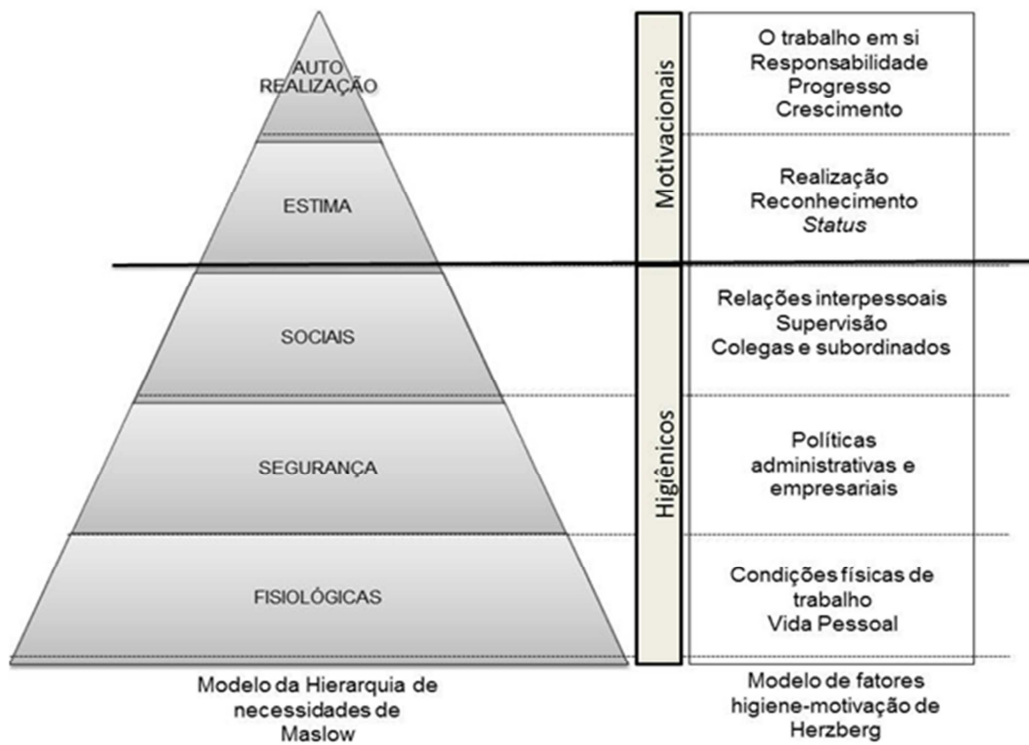 AUTO
REALIZAÇÃO
ESTIMA
SOCIAIS
SEGURANÇA
FISIOLÓGICAS
Modelo da Hierarquia de
necessidades de
Maslow
Motivacionais
Higiênicos
O trabalho em si
Responsabilidade
Progresso
Crescimento
Realização
Reconhecimento
Status
Relações interpessoais
Supervisão
Colegas e subordinados
Políticas
administrativas e
empresariais
Condições físicas de
trabalho
Vida Pessoal
Modelo de fatores
higiene-motivação de
Herzberg